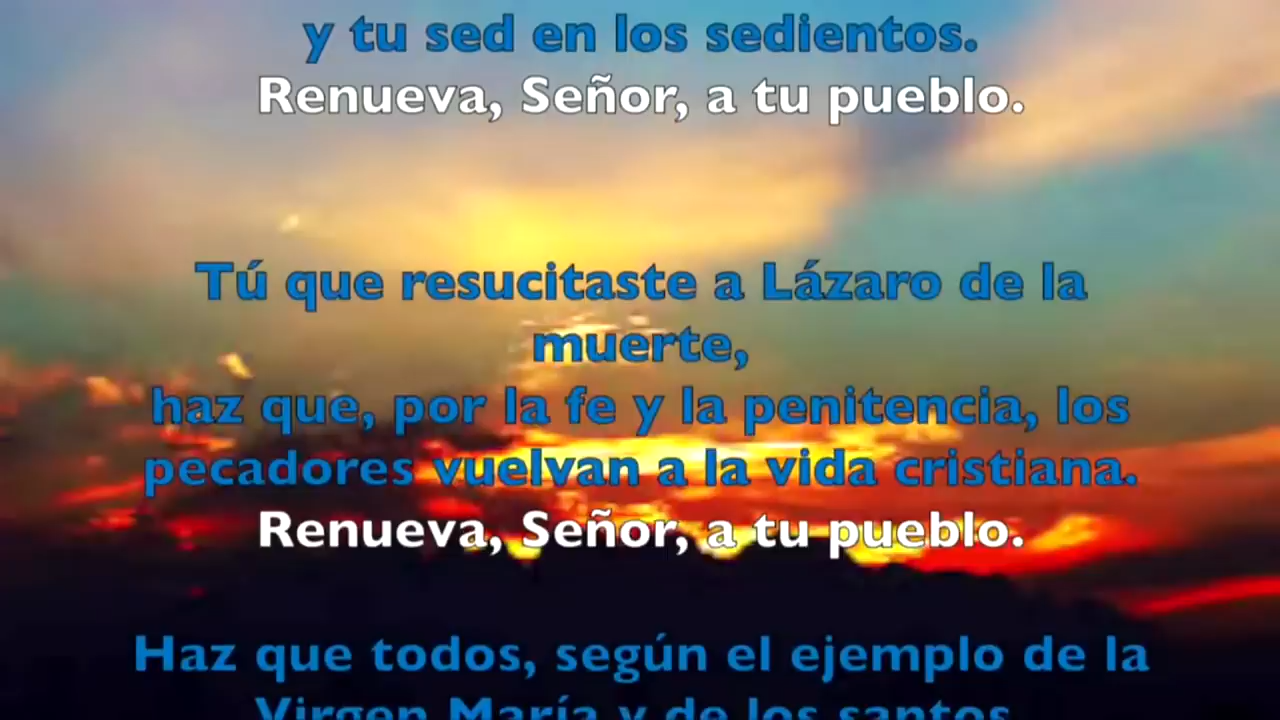 y tu sed en los sedientos.
Renueva, Señor, a tu pueblo.
Tú que resucitaste a Lázaro de la
muerte,
haz que, por la fe y la penitencia, los
pecadores vuelvan a la vida cristiana.
Renueva, Señor, a tu pueblo.
Haz que todos, según el ejemplo de la
Virgen María y de los santos